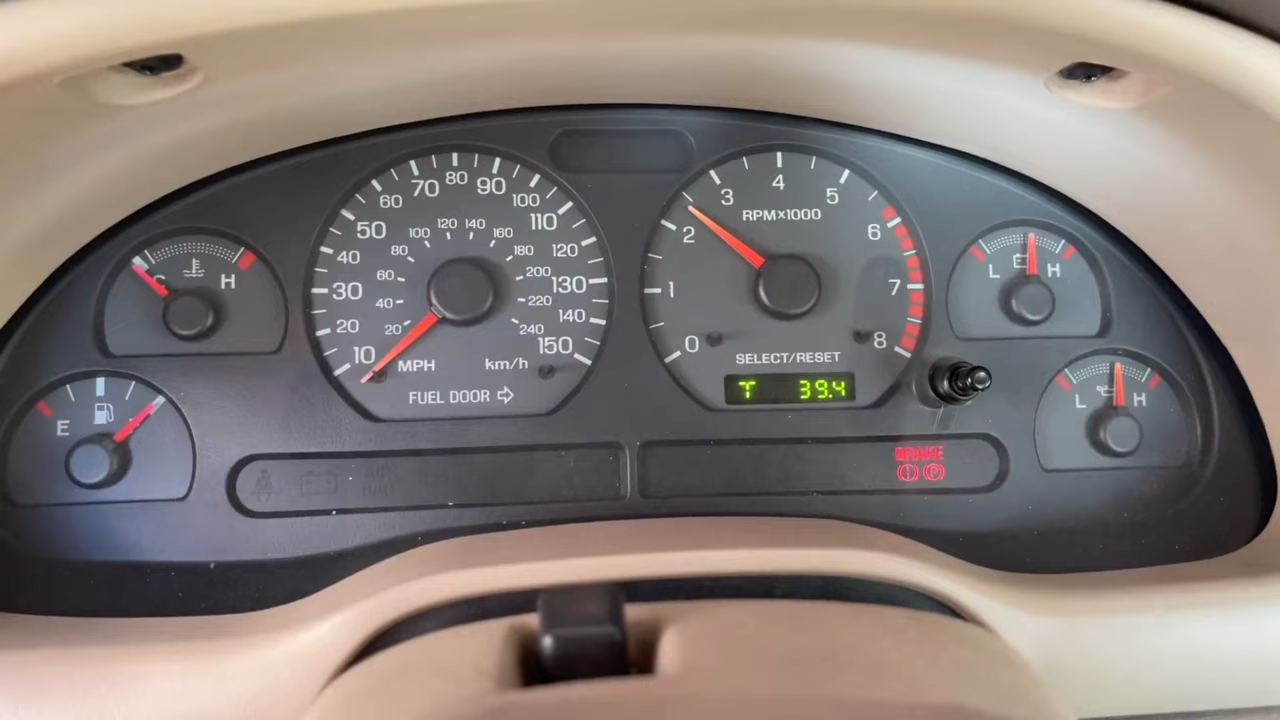 C H
E
10 20 30 40 50 60 70 80 90 100 110 120 130 140 150
20 40 60 80 100 120 140 160 180 200 220 240
MPH km/h
FUEL DOOR
0 1 2 3 4 5 6 7 8
RPM×1000
SELECT/RESET
T 39.4
L H
L H
BRAKE
(!) (P)